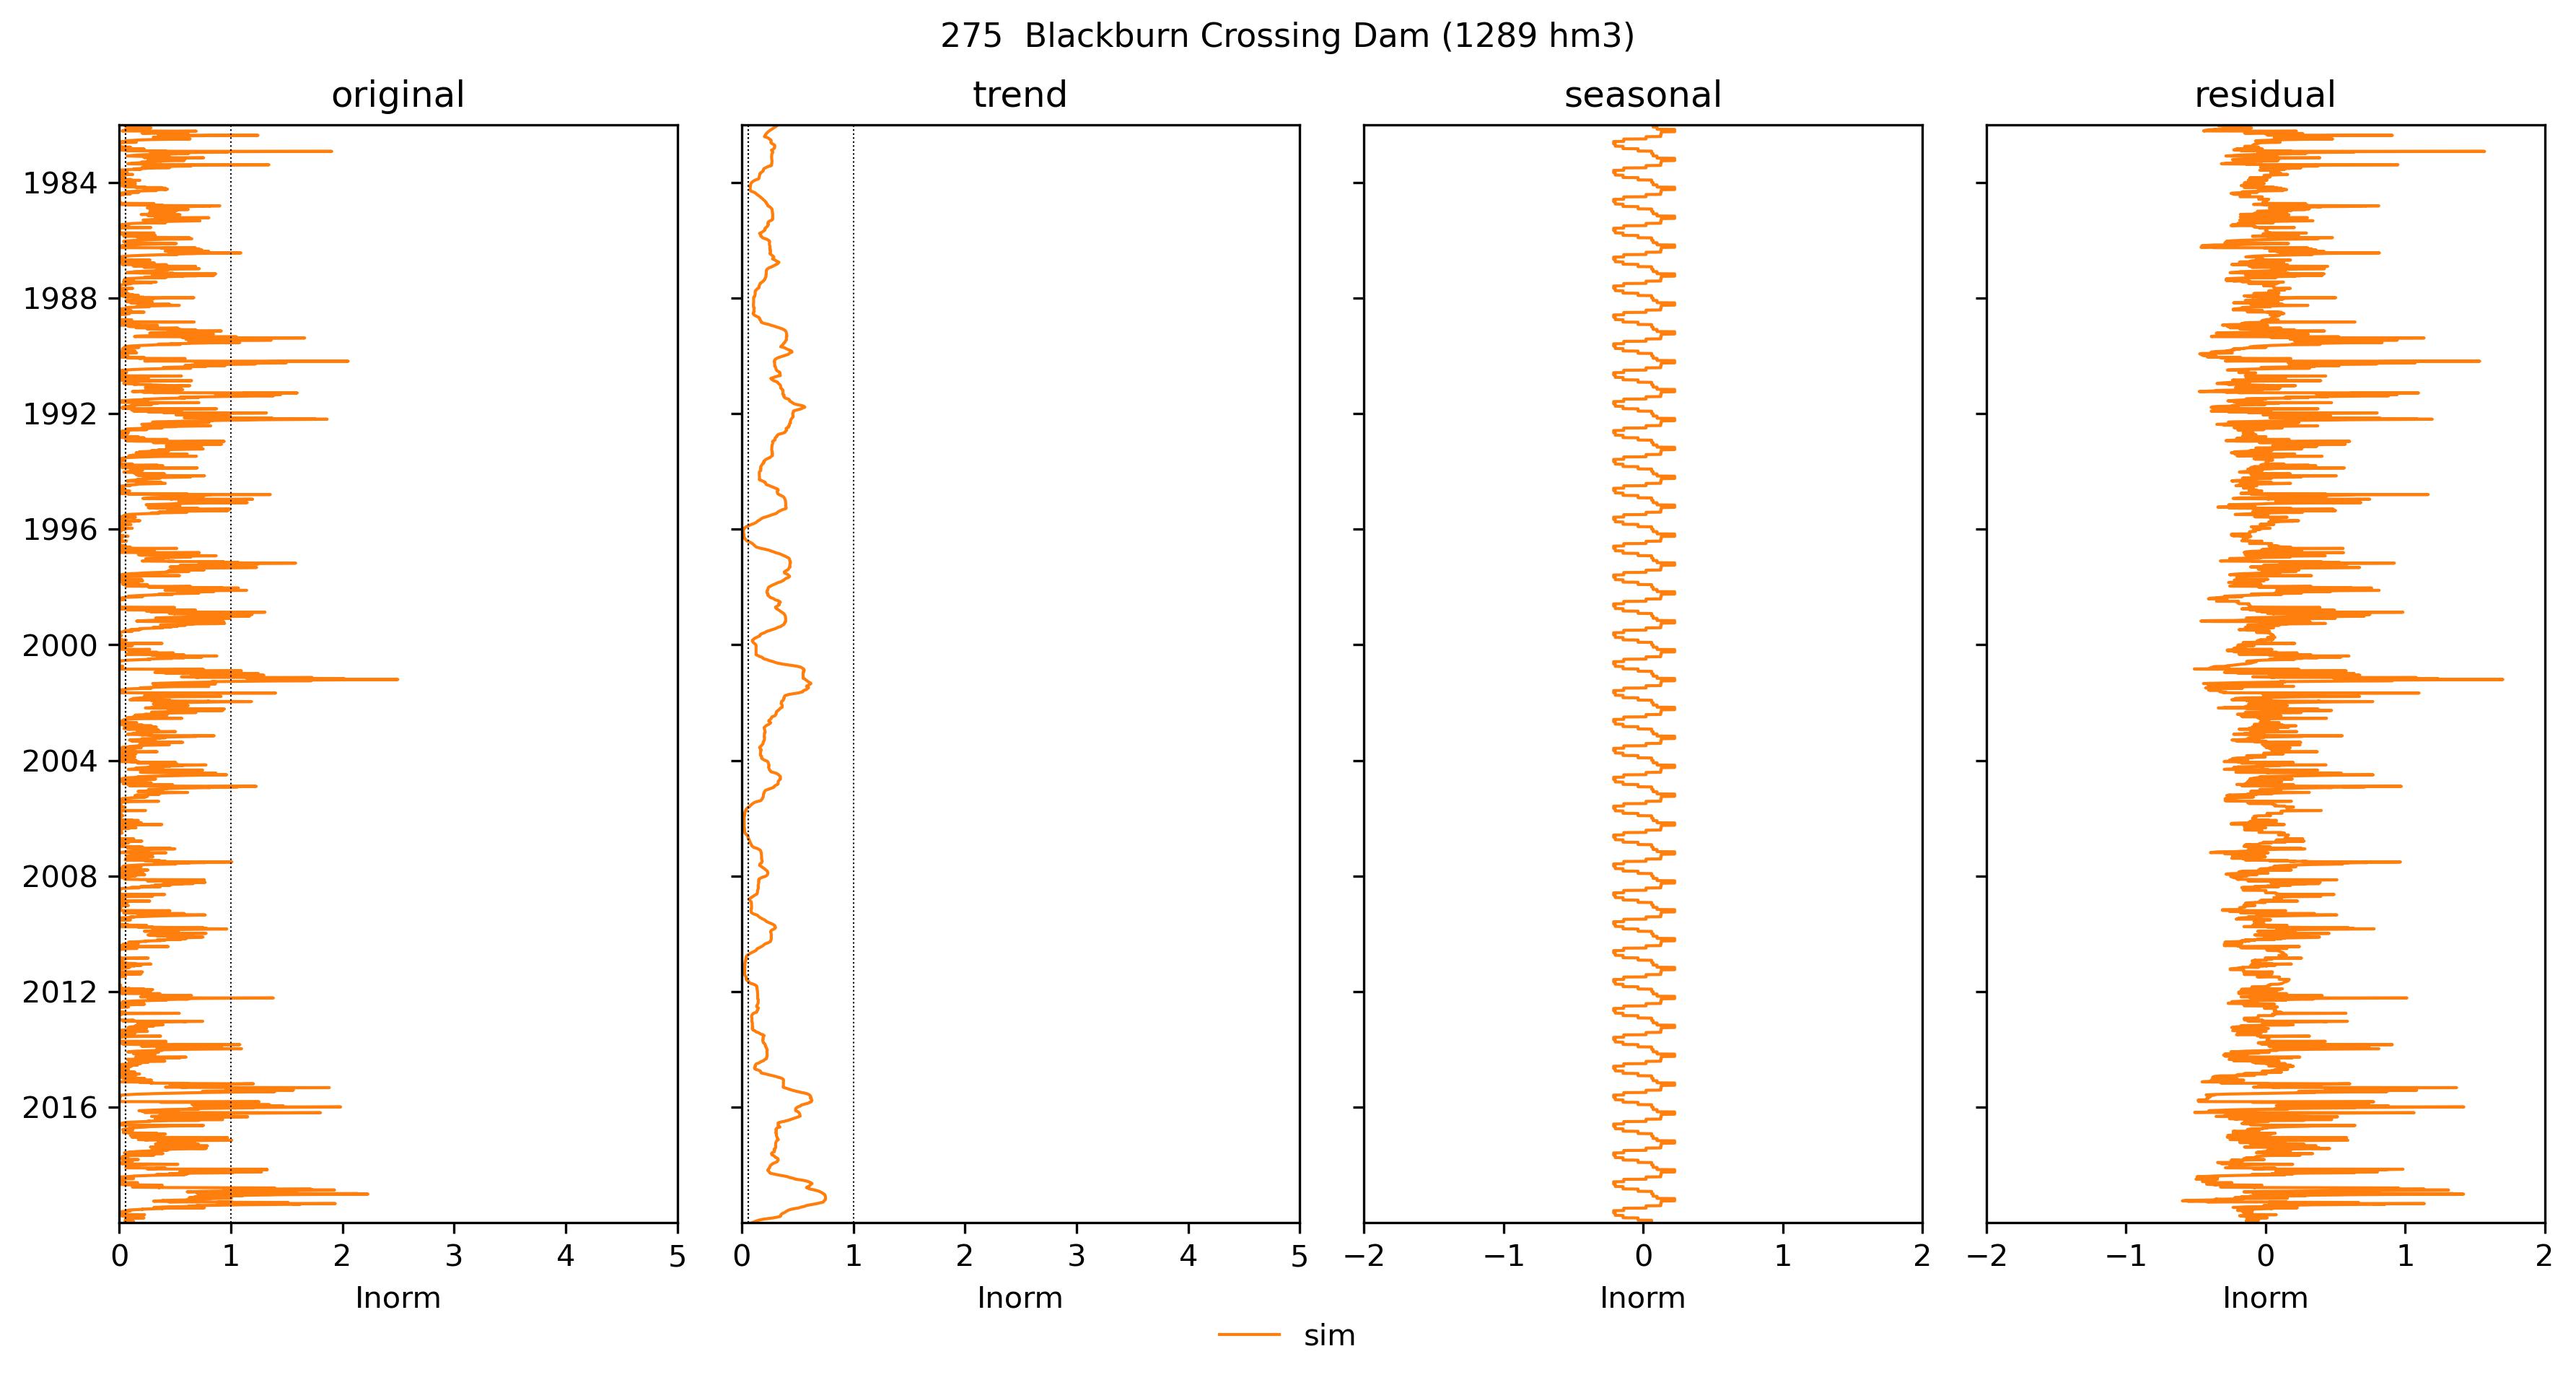 275  Blackburn Crossing Dam (1289 hm3)
original
trend
seasonal
residual
1984
1988
1992
1996
2000
2004
2008
2012
2016
0 1 2 3 4 5
0 1 2 3 4 5
−2 −1 0 1 2
−2 −1 0 1 2
Inorm
Inorm
Inorm
Inorm
sim